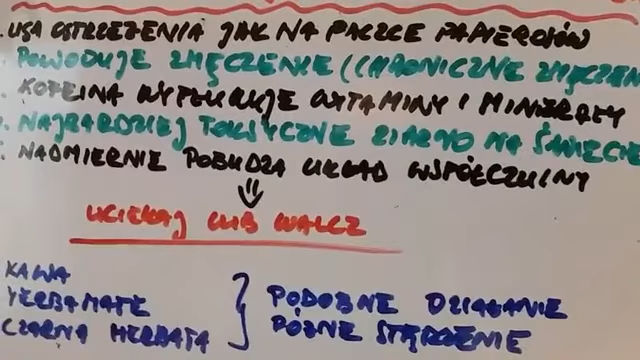 USA OSTRZEŻENIA JAK NA PACZCE PAPIEROSÓW
POWODUJE ZMĘCZENIE (CHRONICZNE ZMĘCZEN
KOFEINA WYPŁUKUJE WITAMINY I MINERAŁY
NAJBARDZIEJ TOKSYCZNE ZIARNO NA ŚWIECIE
NADMIERNIE POBUDZA UKŁAD WSPÓŁCZULNY
UCIEKAJ LUB WALCZ
KAWA
YERBA MATE
CZARNA HERBATA
PODOBNE DZIAŁANIE
RÓŻNE STĘŻENIE